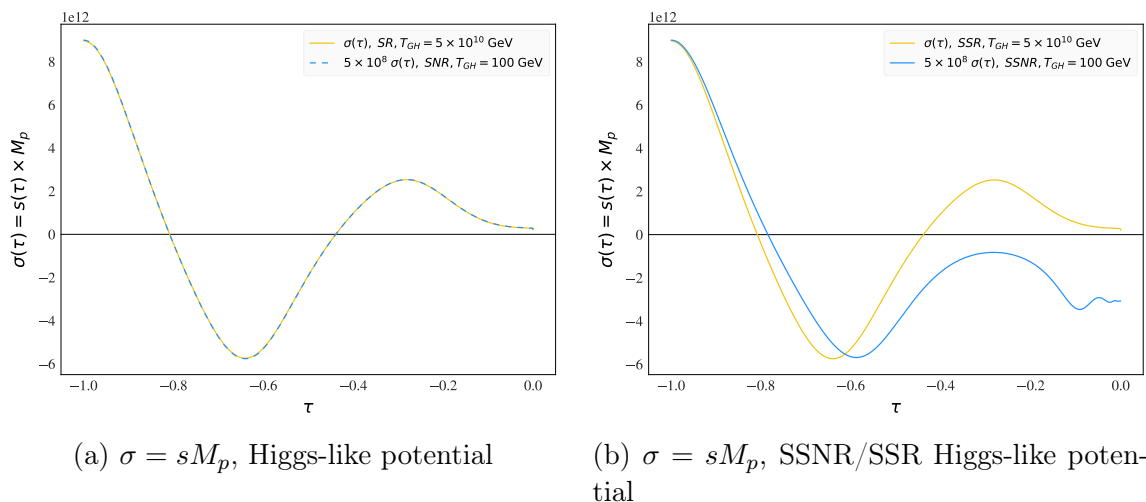 1e12
σ(τ), SR, T_GH = 5 × 10^10 GeV
5 × 10^8 σ(τ), SNR, T_GH = 100 GeV
σ(τ) = s(τ) × M_p
8
6
4
2
0
−2
−4
−6
−1.0 −0.8 −0.6 −0.4 −0.2 0.0
τ
(a) σ = sM_p, Higgs-like potential
1e12
σ(τ), SSR, T_GH = 5 × 10^10 GeV
5 × 10^8 σ(τ), SSNR, T_GH = 100 GeV
σ(τ) = s(τ) × M_p
8
6
4
2
0
−2
−4
−6
−1.0 −0.8 −0.6 −0.4 −0.2 0.0
τ
(b) σ = sM_p, SSNR/SSR Higgs-like poten-
tial